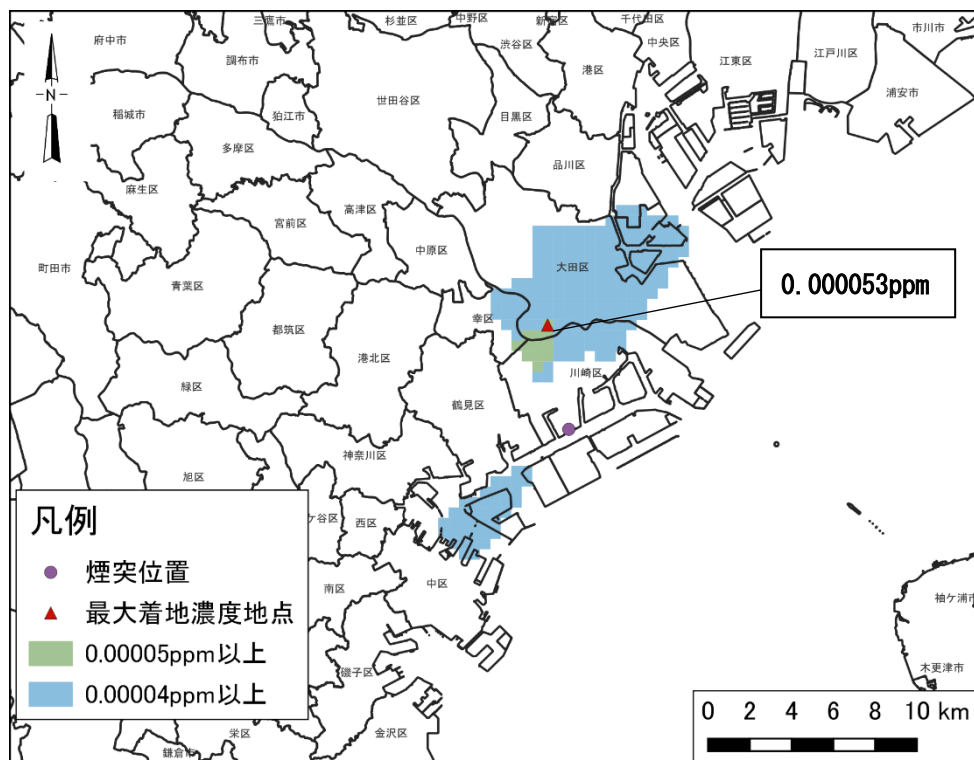 三鷹市
杉並区
中野区
新宿区
千代田区
市川市
府中市
調布市
渋谷区
港区
中央区
江東区
江戸川区
浦安市
N
稲城市
狛江市
世田谷区
目黒区
多摩区
品川区
麻生区
高津区
宮前区
中原区
大田区
町田市
青葉区
0.000053ppm
幸区
都筑区
港北区
川崎区
緑区
鶴見区
神奈川区
旭区
ケ谷区
西区
中区
南区
磯子区
金沢区
栄区
鎌倉市
袖ケ浦市
木更津市
凡例
煙突位置
最大着地濃度地点
0.00005ppm以上
0.00004ppm以上
0 2 4 6 8 10 km